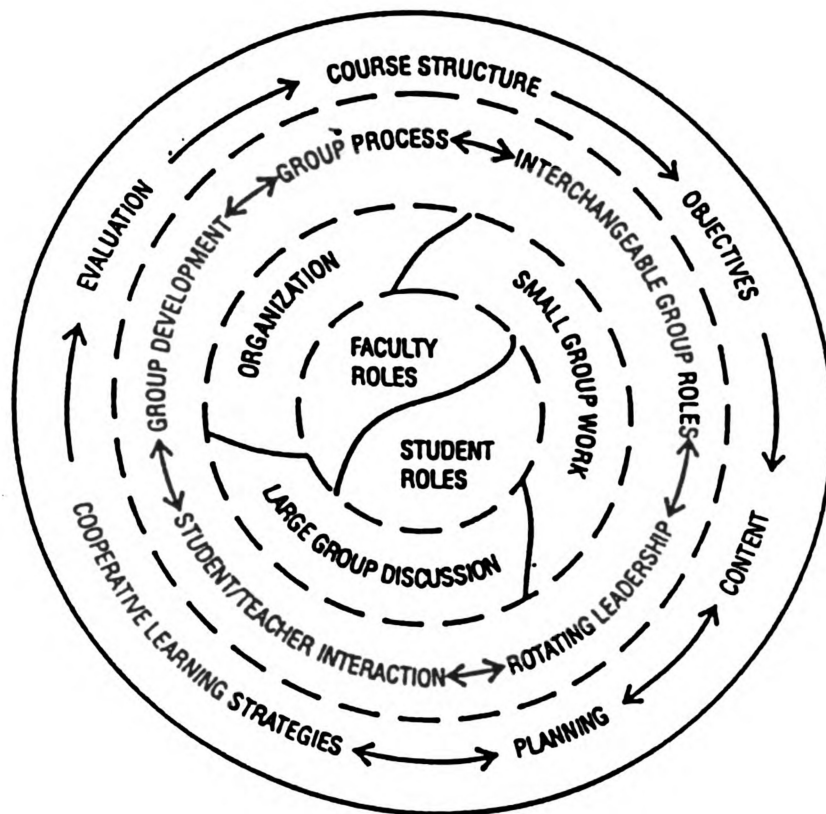 COURSE STRUCTURE
OBJECTIVES
CONTENT
PLANNING
COOPERATIVE LEARNING STRATEGIES
EVALUATION
GROUP PROCESS
INTERCHANGEABLE GROUP ROLES
ROTATING LEADERSHIP
STUDENT/TEACHER INTERACTION
GROUP DEVELOPMENT
ORGANIZATION
SMALL GROUP WORK
LARGE GROUP DISCUSSION
FACULTY
ROLES
STUDENT
ROLES